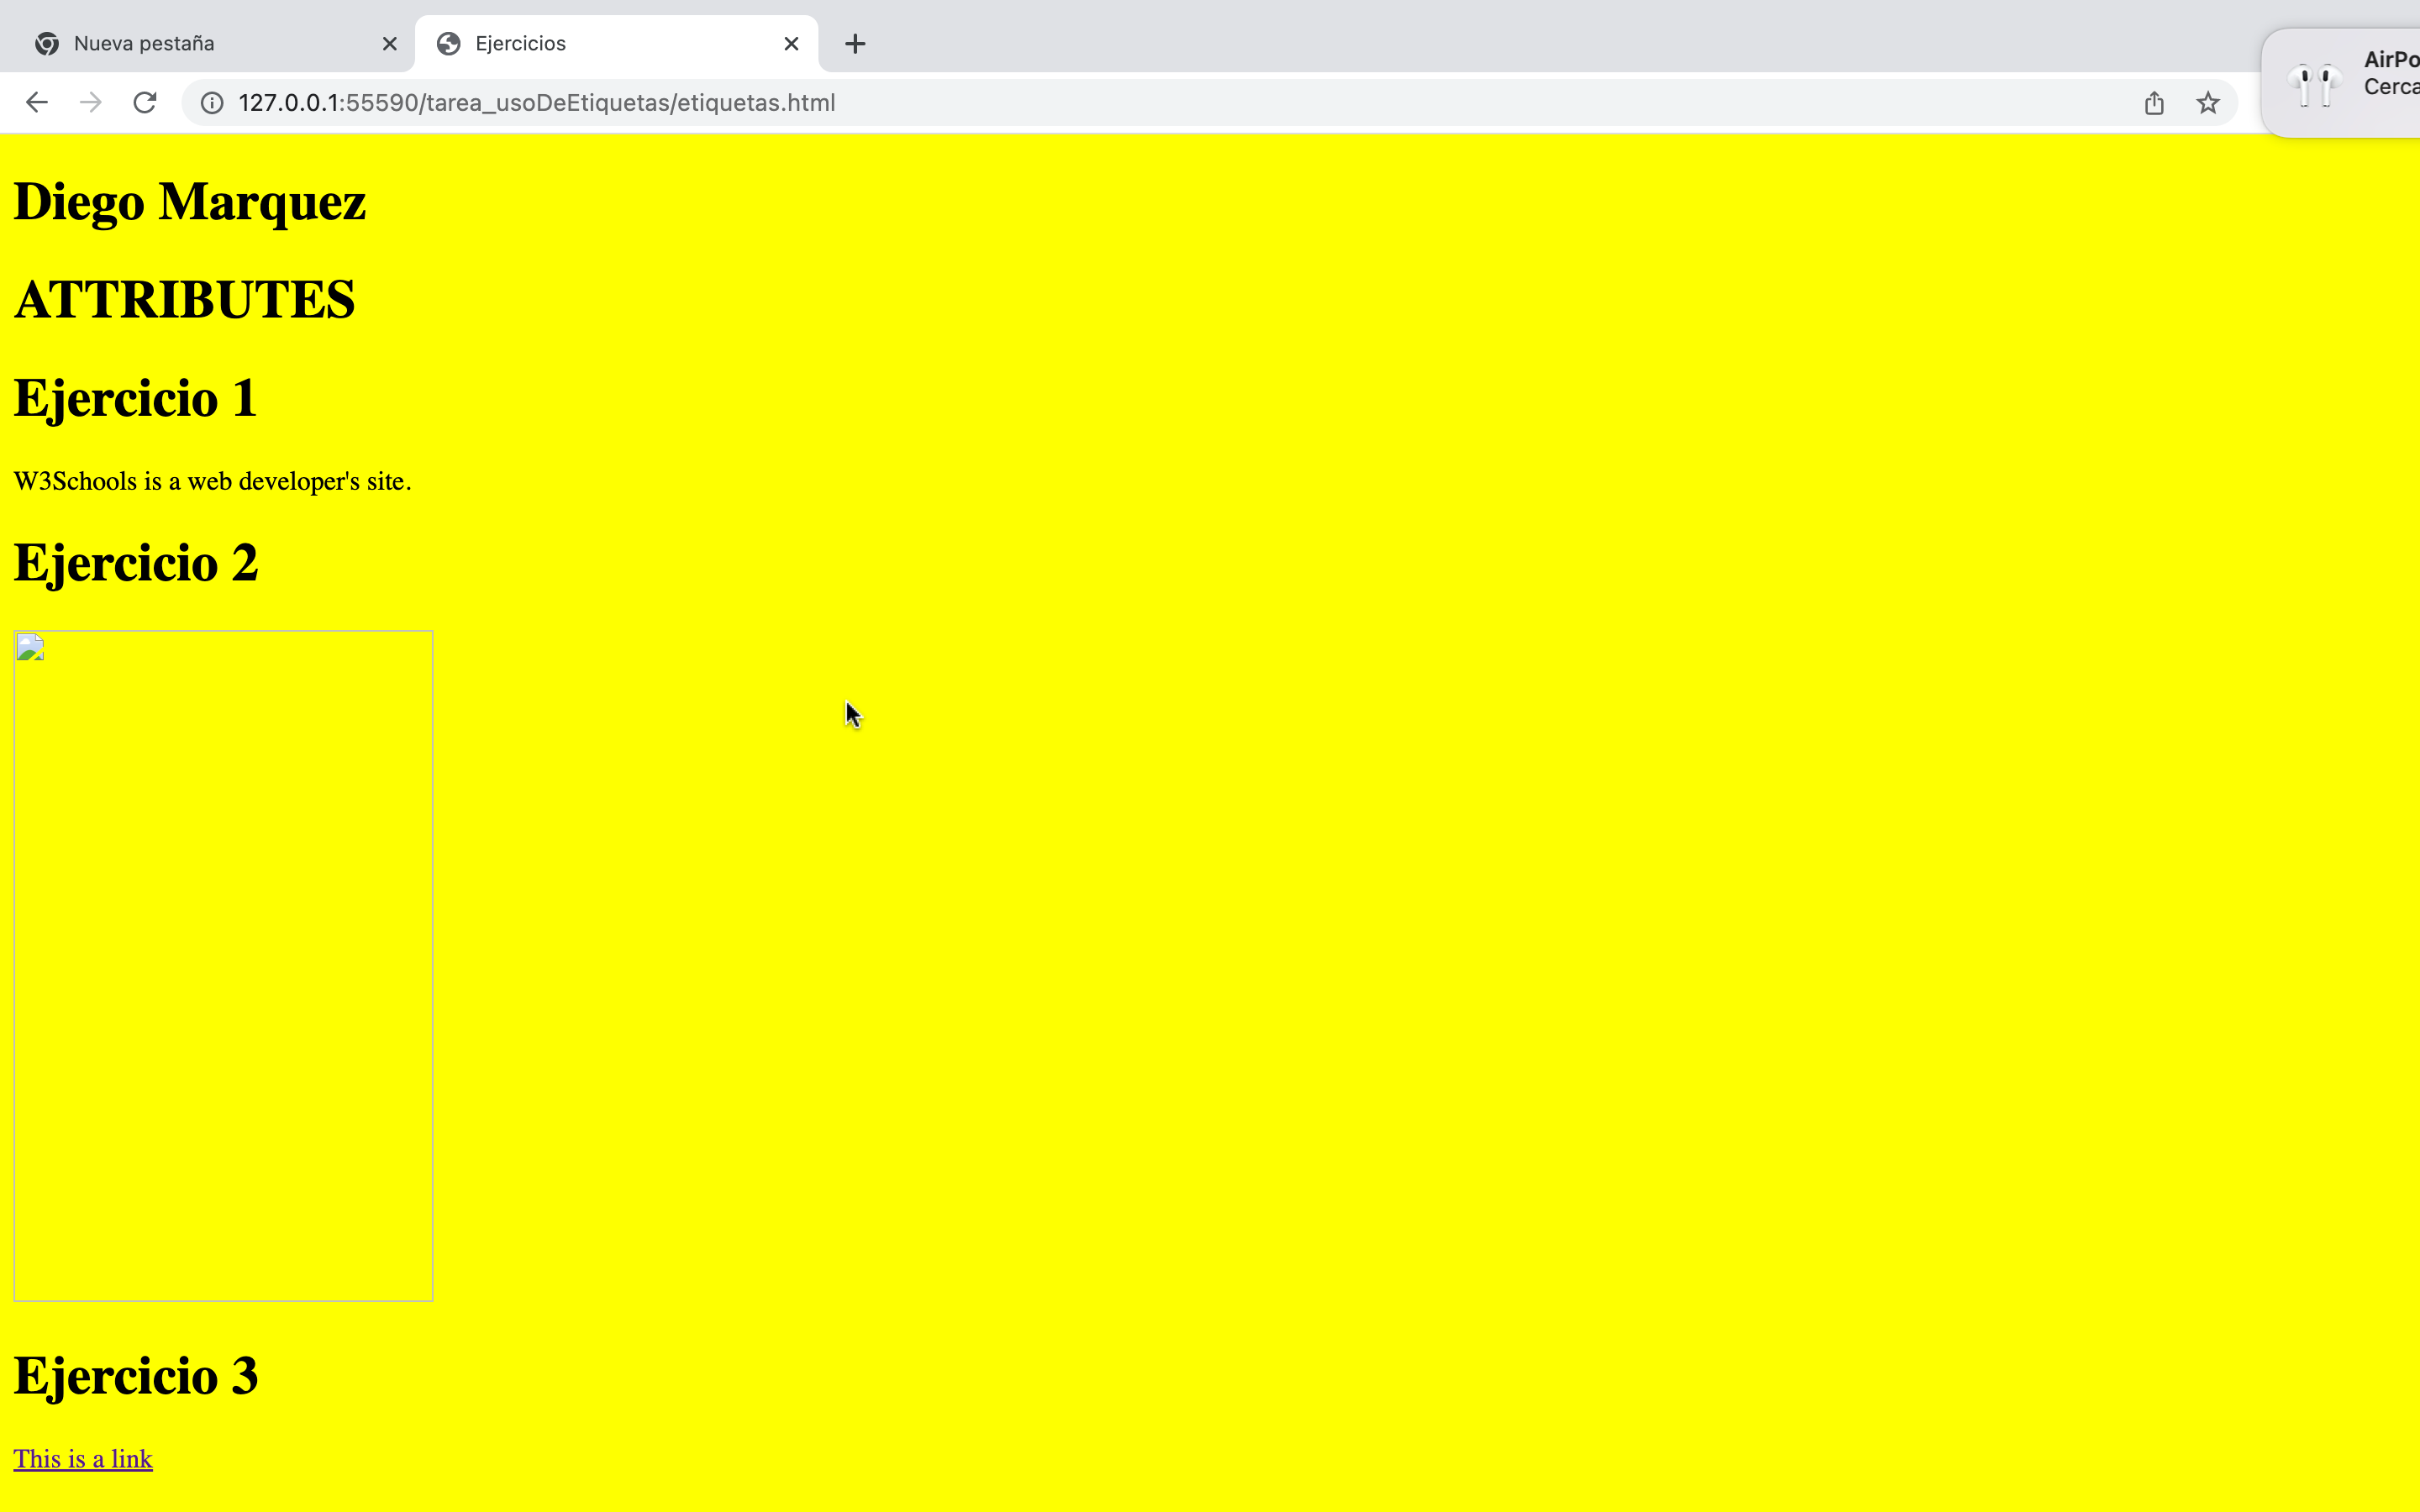 Nueva pestaña
Ejercicios
127.0.0.1:55590/tarea_usoDeEtiquetas/etiquetas.html
AirPo
Cerca
Diego Marquez
ATTRIBUTES
Ejercicio 1
W3Schools is a web developer's site.
Ejercicio 2
Ejercicio 3
This is a link